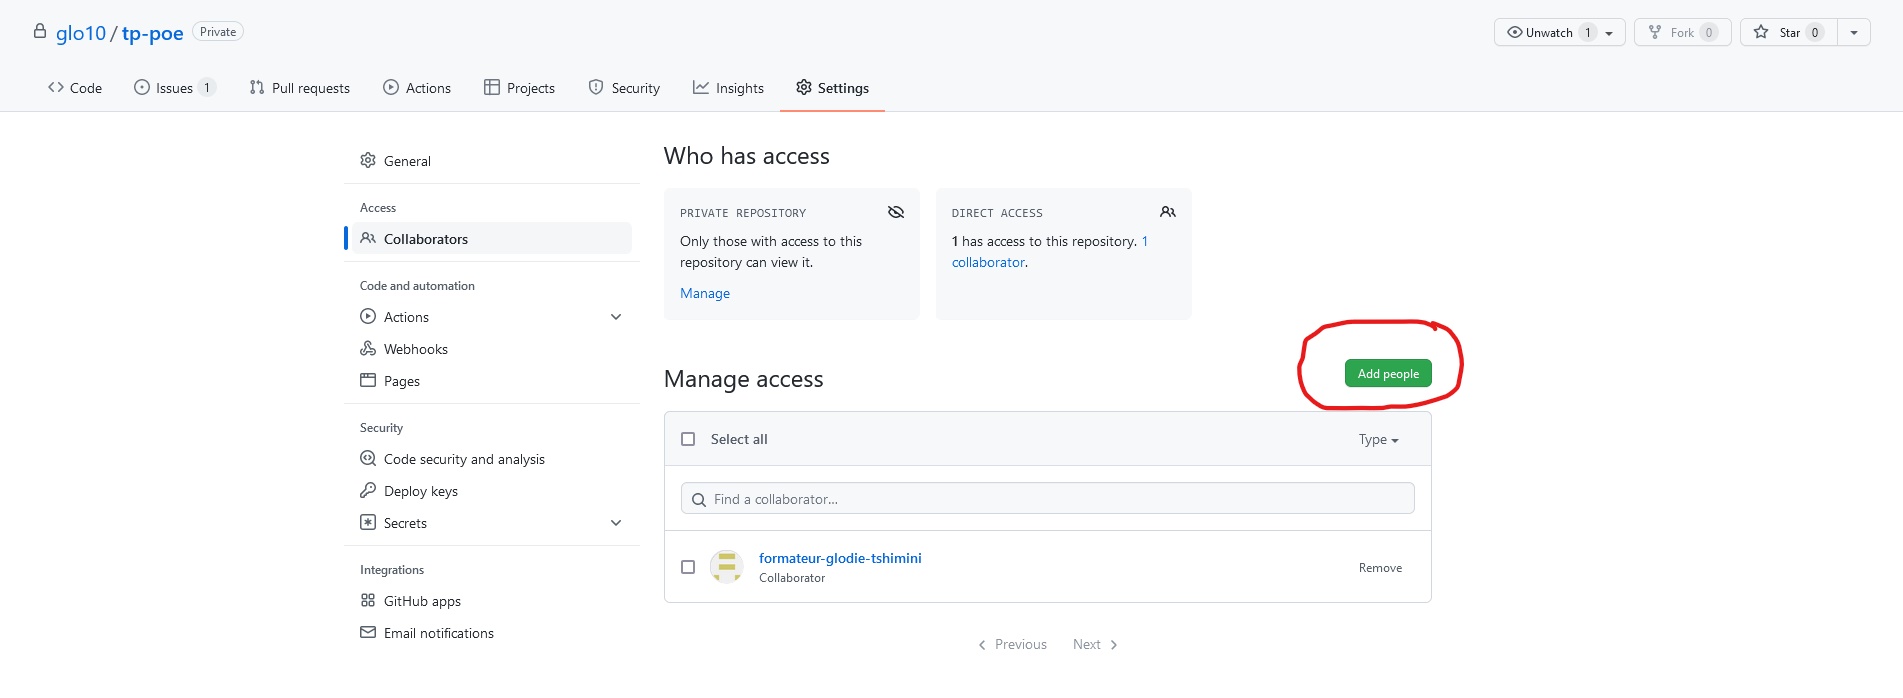 glo10 / tp-poe Private
Unwatch 1 Fork 0 Star 0
Code Issues 1 Pull requests Actions Projects Security Insights Settings
General
Access
Collaborators
Code and automation
Actions
Webhooks
Pages
Security
Code security and analysis
Deploy keys
Secrets
Integrations
GitHub apps
Email notifications
Who has access
PRIVATE REPOSITORY
Only those with access to this
repository can view it.
Manage
DIRECT ACCESS
1 has access to this repository. 1
collaborator.
Manage access
Add people
Select all Type
Find a collaborator...
formateur-glodie-tshimini
Collaborator
Remove
Previous Next